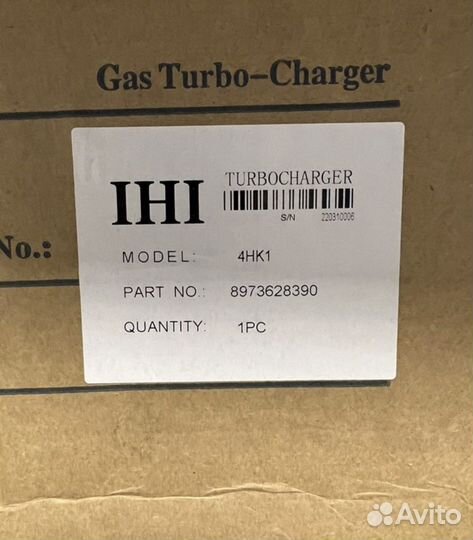 Gas Turbo-Charger
IHI
TURBOCHARGER
S/N 220310006
No.:
MODEL: 4HK1
PART NO.: 8973628390
QUANTITY: 1PC
Avito